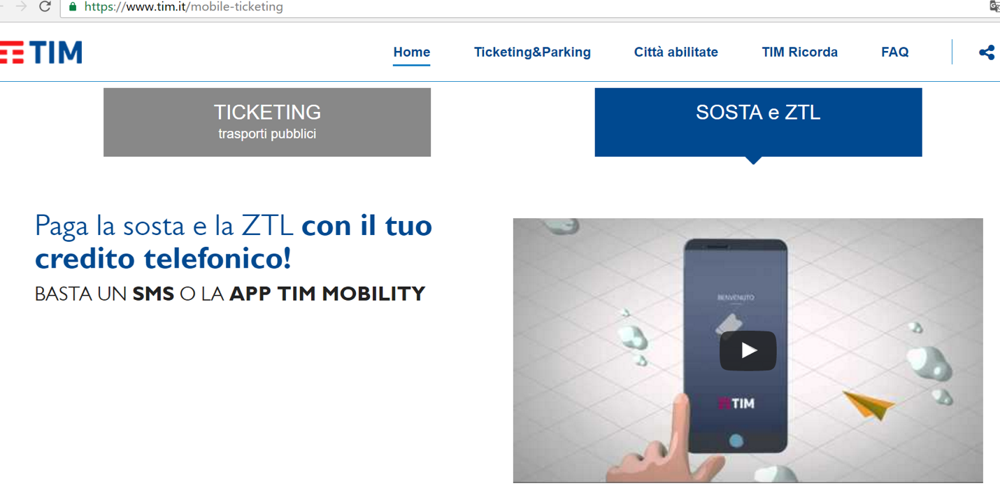 https://www.tim.it/mobile-ticketing
TIM
Home Ticketing&Parking Città abilitate TIM Ricorda FAQ
TICKETING
trasporti pubblici
SOSTA e ZTL
Paga la sosta e la ZTL con il tuo
credito telefonico!
BASTA UN SMS O LA APP TIM MOBILITY
BENVENUTO
TIM